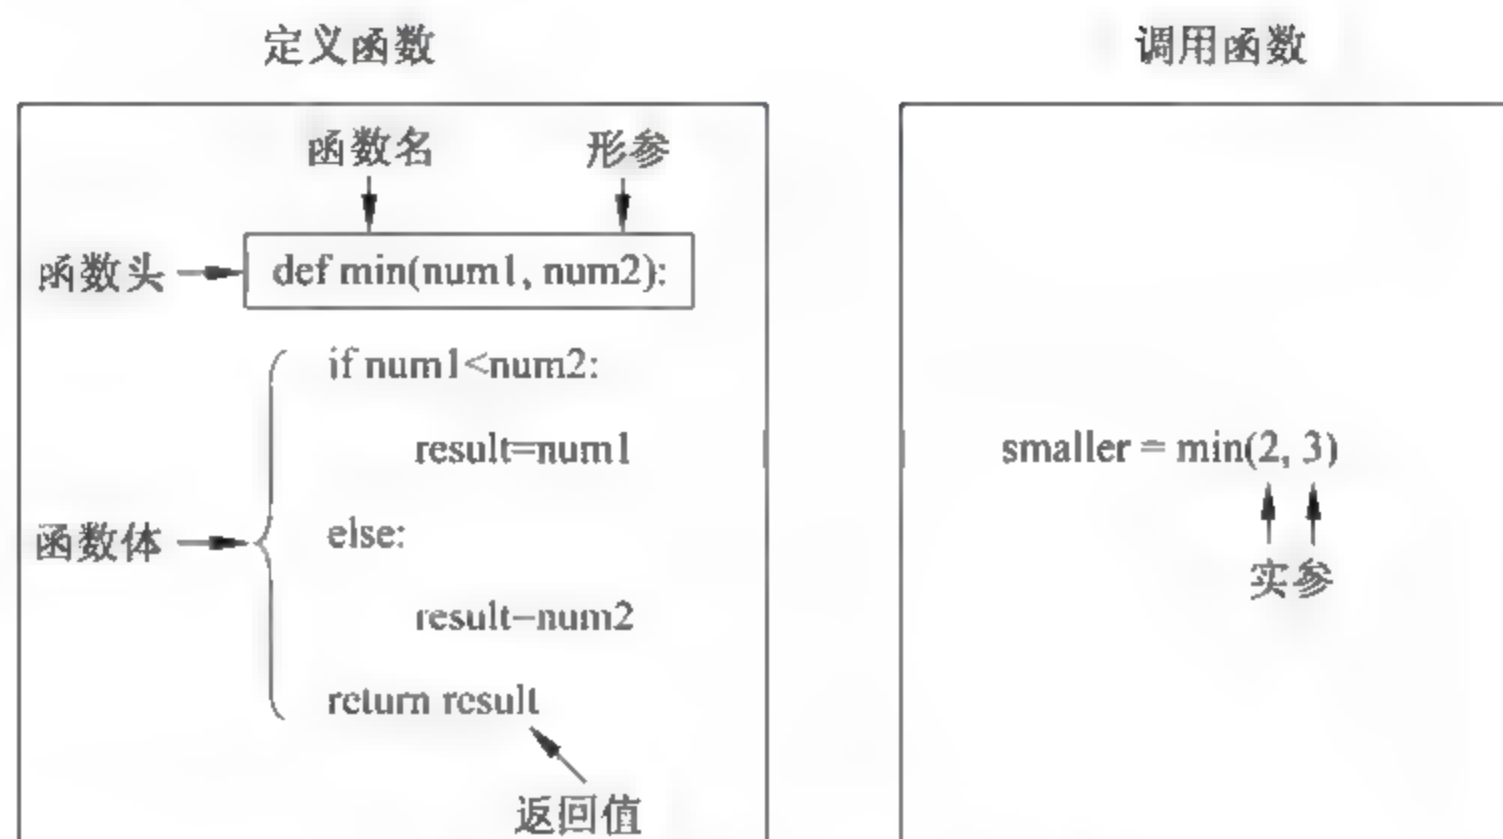 定义函数
函数名 形参
函数头 def min(num1, num2):
if num1<num2:
result=num1
else:
函数体
result=num2
return result
返回值
调用函数
smaller = min(2, 3)
实参